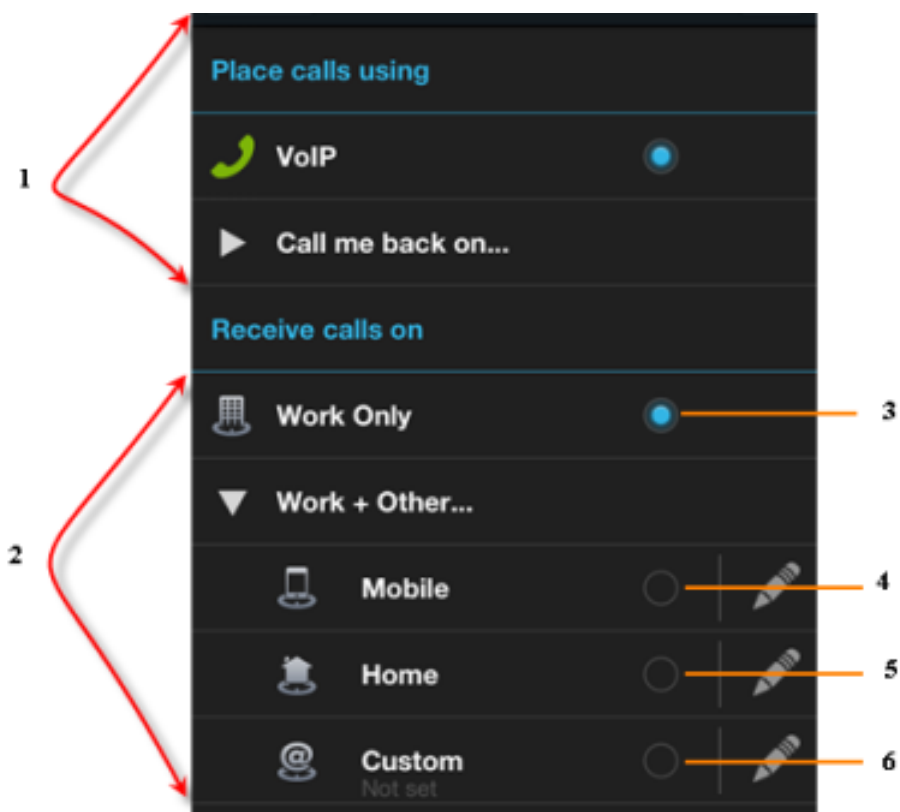 Place calls using
VoIP
1
Call me back on...
Receive calls on
Work Only
3
Work + Other...
2
Mobile
4
Home
5
Custom
6
Not set